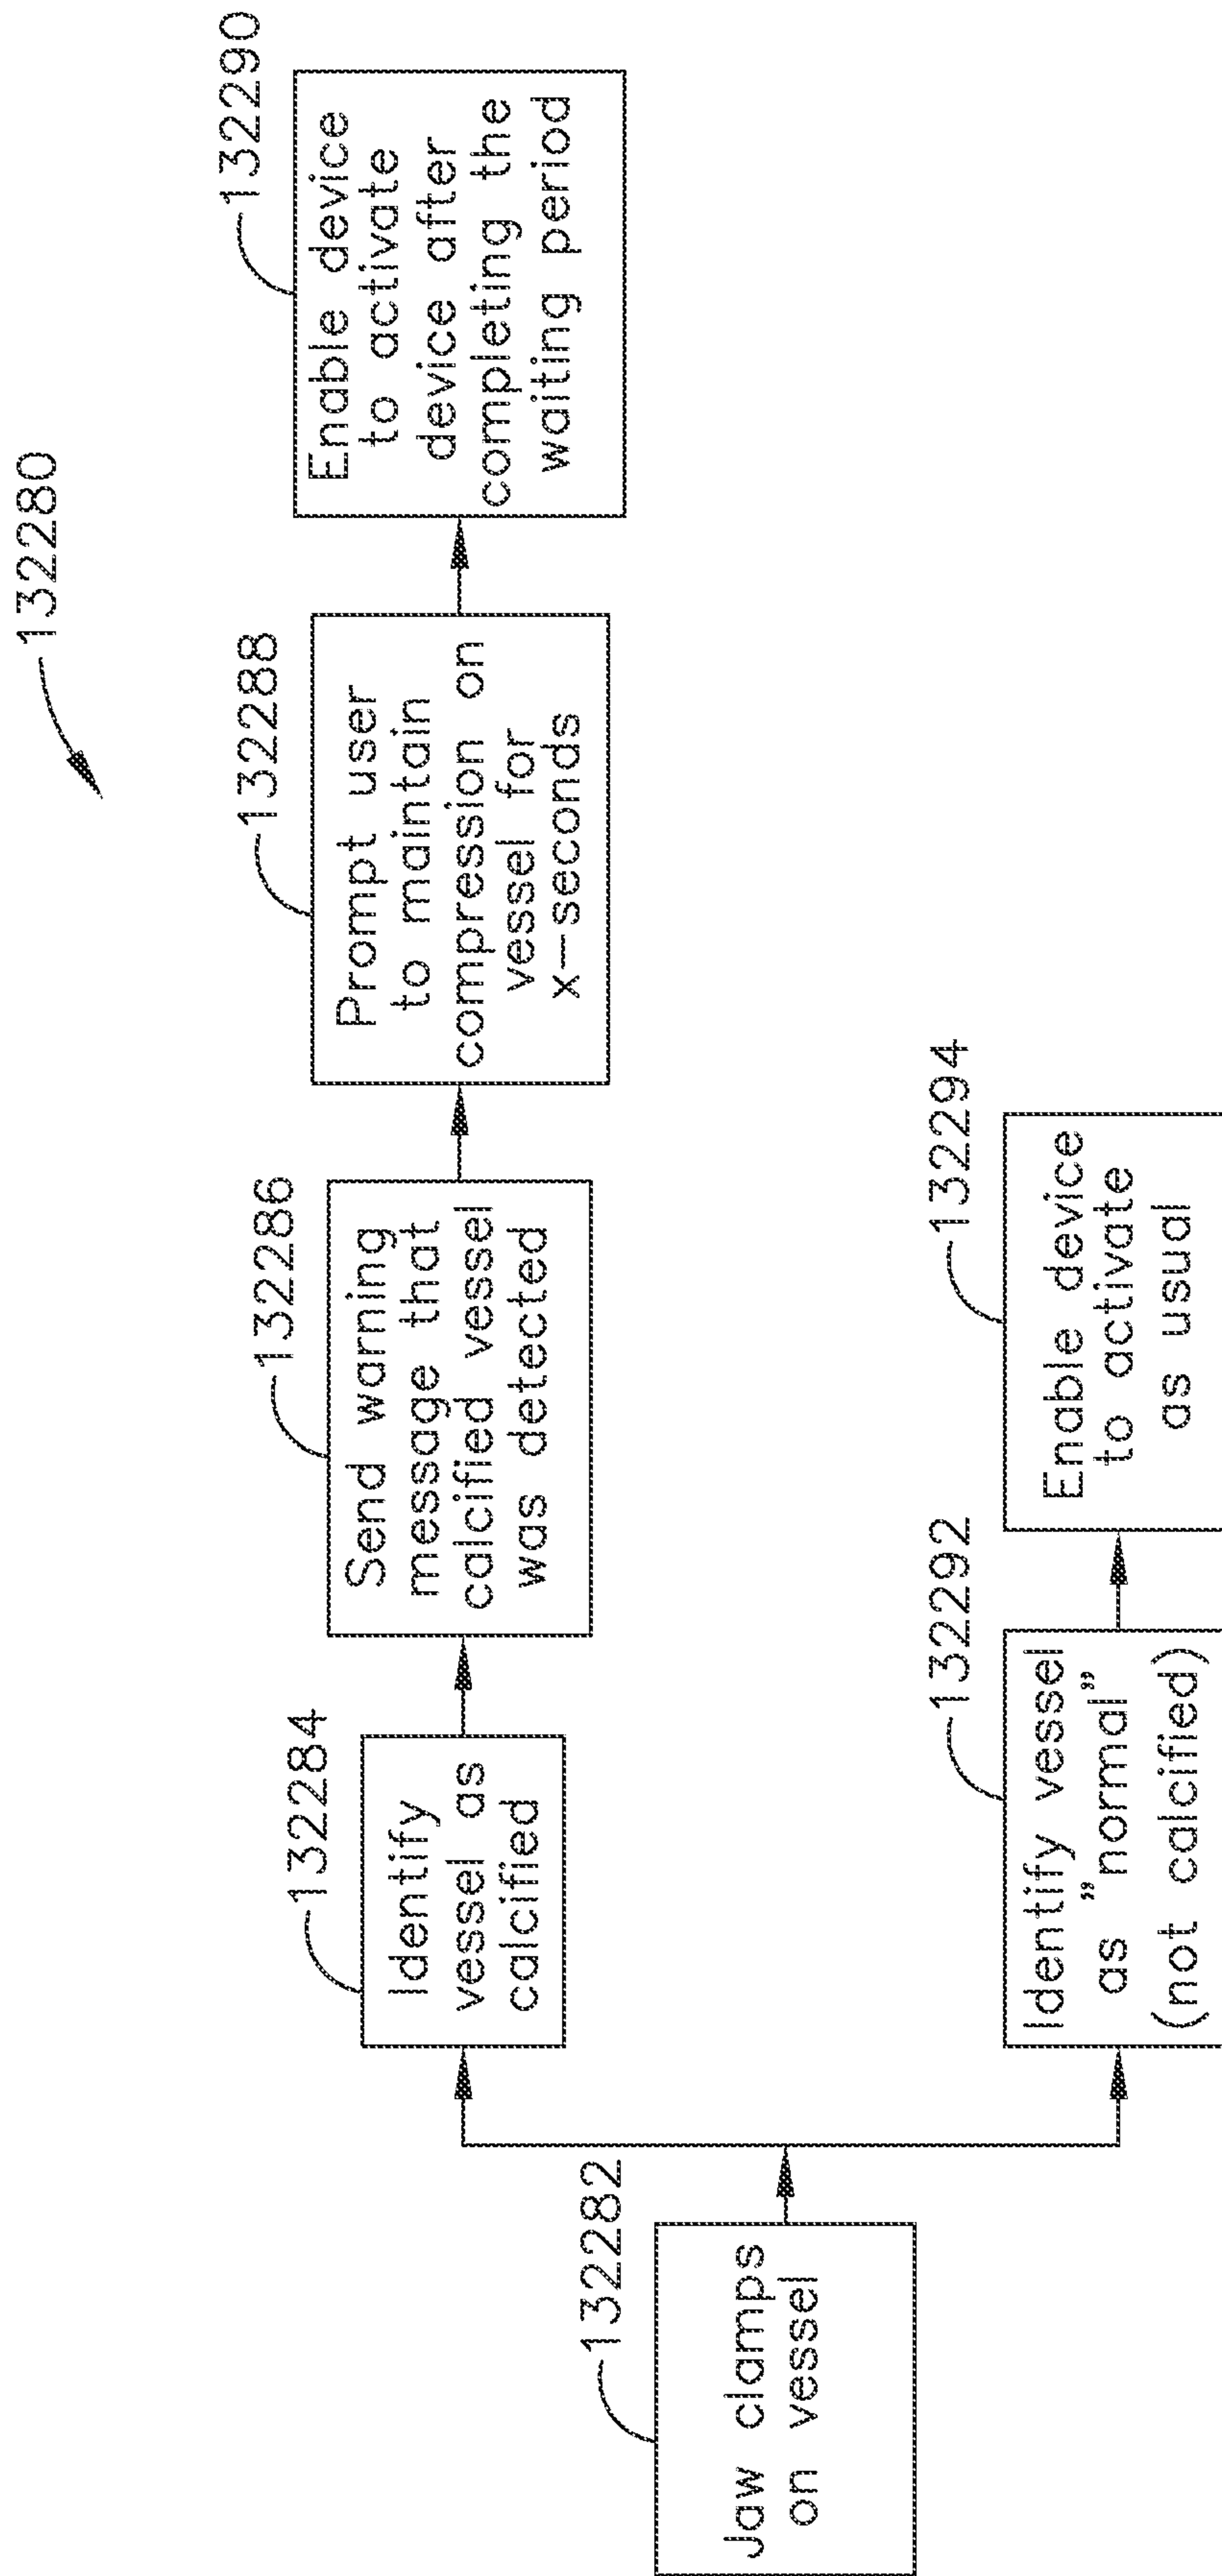 132280
132282
Jaw clamps
on vessel
132284
Identify
vessel as
calcified
132286
Send warning
message that
calcified vessel
was detected
132288
Prompt user
to maintain
compression on
vessel for
x-seconds
132290
Enable device
to activate
device after
completing the
waiting period
132292
Identify vessel
as ”normal”
(not calcified)
132294
Enable device
to activate
as usual